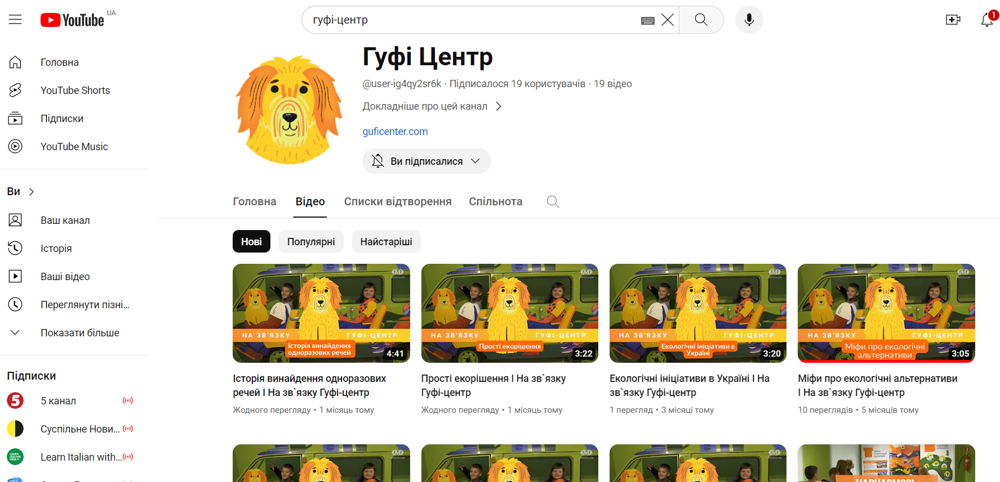 YouTube UA
гуфі-центр
1
Головна
YouTube Shorts
Підписки
YouTube Music
Ви
Ваш канал
Історія
Ваші відео
Переглянути пізні...
Показати більше
Підписки
5 канал
Суспільне Нови...
Learn Italian with...
Гуфі Центр
@user-ig4qy2sr6k · Підписалося 19 користувачів · 19 відео
Докладніше про цей канал
guficenter.com
Ви підписалися
Головна Відео Списки відтворення Спільнота
Нові Популярні Найстаріші
НА ЗВ'ЯЗКУ ГУФІ-ЦЕНТР
Історія винайдення
одноразових речей
4:41
Історія винайдення одноразових
речей І На зв`язку Гуфі-центр
Жодного перегляду • 1 місяць тому
НА ЗВ'ЯЗКУ ГУФІ-ЦЕНТР
Прості екорішення
3:22
Прості екорішення І На зв`язку
Гуфі-центр
Жодного перегляду • 1 місяць тому
НА ЗВ'ЯЗКУ ГУФІ-ЦЕНТР
Екологічні ініціативи в
Україні
3:20
Екологічні ініціативи в Україні І На
зв`язку Гуфі-центр
1 перегляд • 3 місяці тому
НА ЗВ'ЯЗКУ ГУФІ-ЦЕНТР
Міфи про екологічні
альтернативи
3:05
Міфи про екологічні альтернативи
І На зв`язку Гуфі-центр
10 переглядів • 5 місяців тому